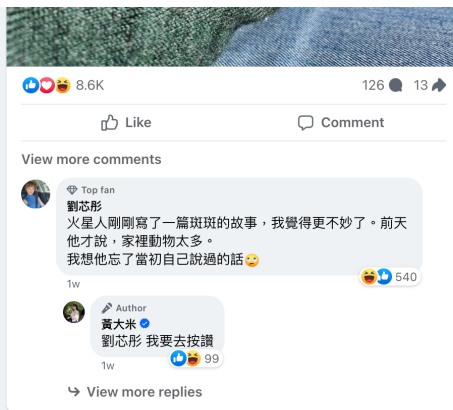 8.6K
126
13
Like
Comment
View more comments
Top fan
劉芯彤
火星人剛剛寫了一篇斑斑的故事，我覺得更不妙了。前天
他才說，家裡動物太多。
我想他忘了當初自己說過的話🙄
540
1w
Author
黃大米
劉芯彤 我要去按讚
99
1w
View more replies